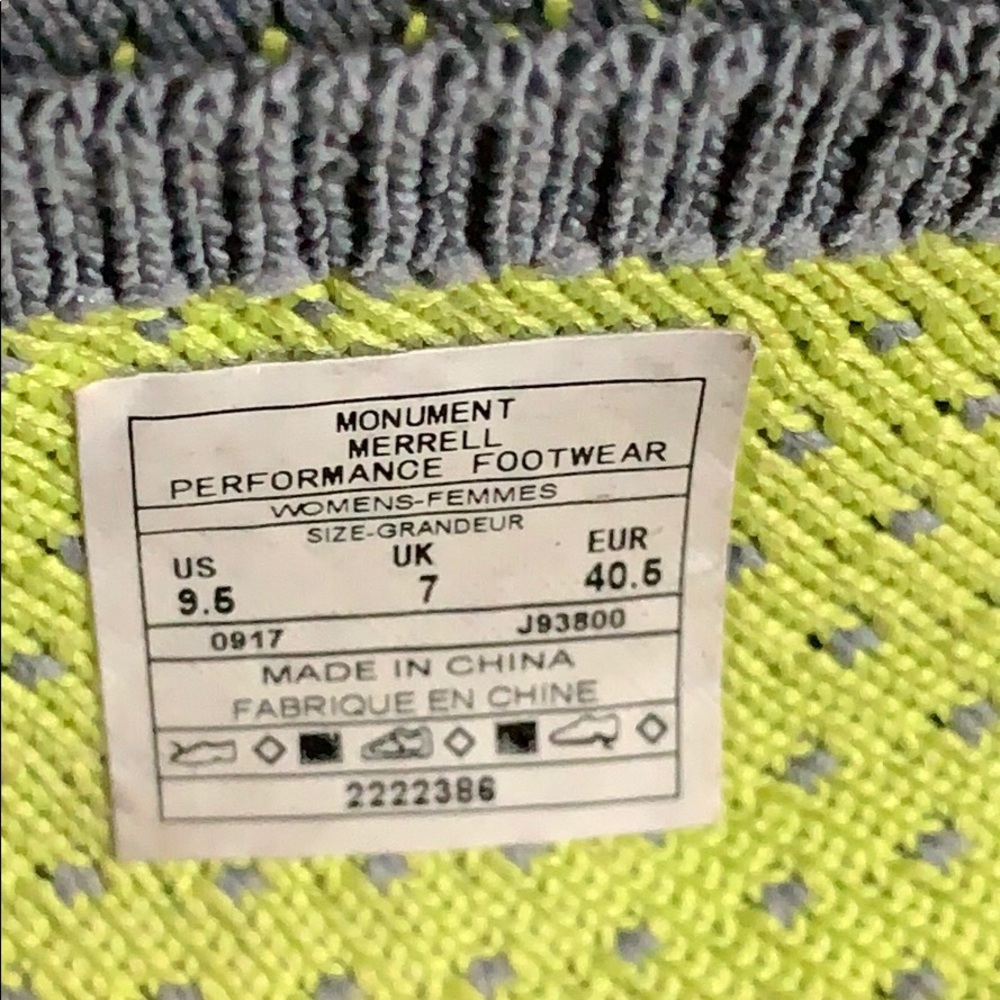 MONUMENT
MERRELL
PERFORMANCE FOOTWEAR
WOMENS-FEMMES
SIZE-GRANDEUR
US UK EUR
9.5 7 40.5
0917 J93800
MADE IN CHINA
FABRIQUE EN CHINE
2222386